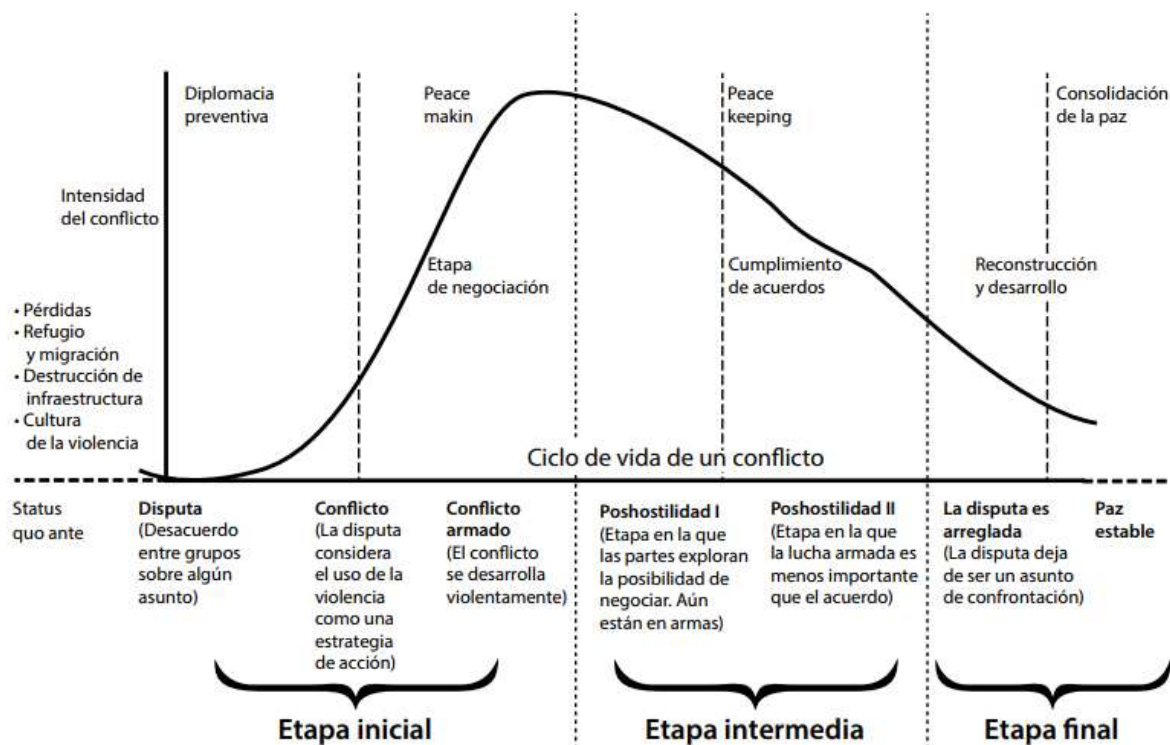 Diplomacia
preventiva
Peace
makin
Peace
keeping
Consolidación
de la paz
Intensidad
del conflicto
Etapa
de negociación
Cumplimiento
de acuerdos
Reconstrucción
y desarrollo
• Pérdidas
• Refugio
y migración
• Destrucción de
infraestructura
• Cultura
de la violencia
Ciclo de vida de un conflicto
Status
quo ante
Disputa
(Desacuerdo
entre grupos
sobre algún
asunto)
Conflicto
(La disputa
considera
el uso de la
violencia
como una
estrategia
de acción)
Conflicto
armado
(El conflicto
se desarrolla
violentamente)
Poshostilidad I
(Etapa en la que
las partes exploran
la posibilidad de
negociar. Aún
están en armas)
Poshostilidad II
(Etapa en la que
la lucha armada es
menos importante
que el acuerdo)
La disputa es
arreglada
(La disputa deja
de ser un asunto
de confrontación)
Paz
estable
Etapa inicial
Etapa intermedia
Etapa final